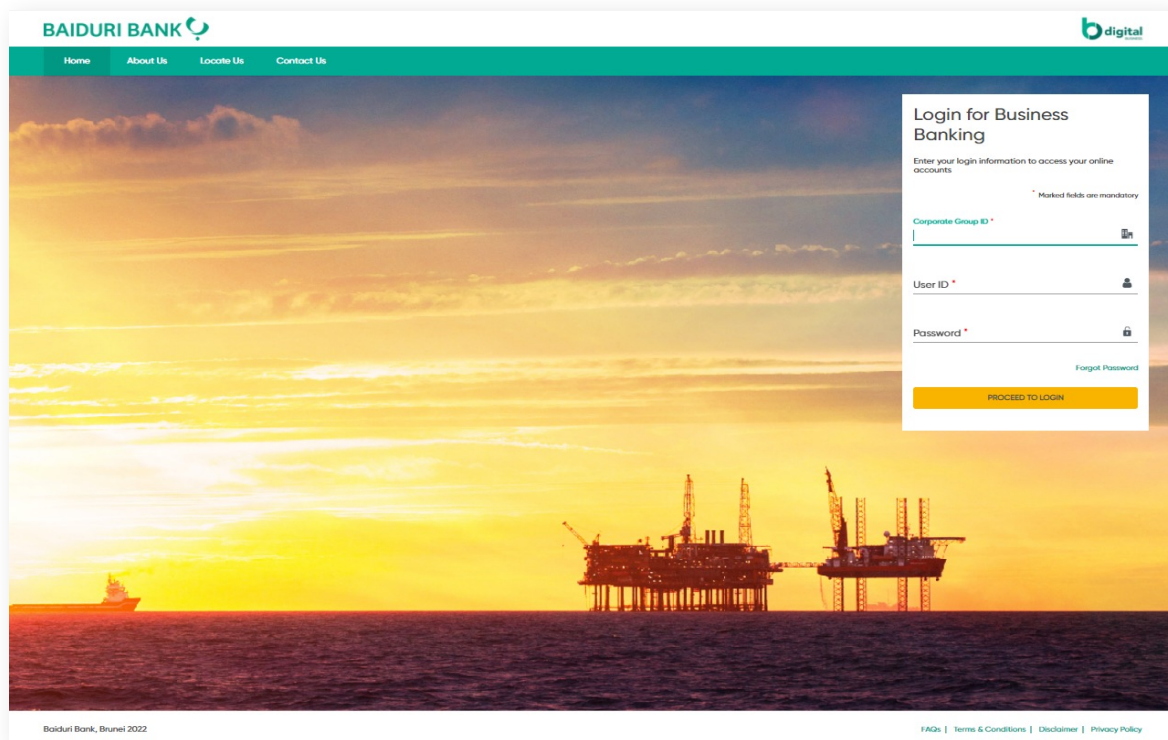 BAIDURI BANK
b digital
BUSINESS
Home About Us Locate Us Contact Us
Login for Business
Banking
Enter your login information to access your online
accounts
* Marked fields are mandatory
Corporate Group ID *
User ID *
Password *
Forgot Password
PROCEED TO LOGIN
Baiduri Bank, Brunei 2022
FAQs | Terms & Conditions | Disclaimer | Privacy Policy